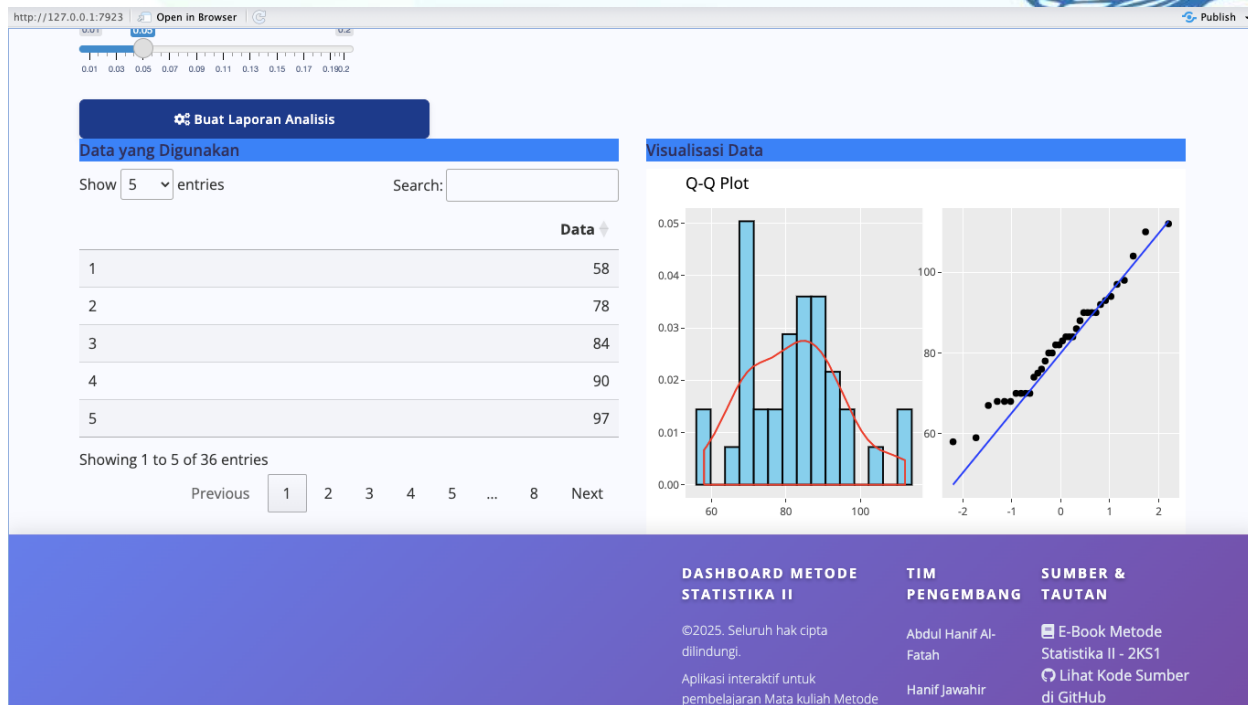 http://127.0.0.1:7923 Open in Browser Publish
0.01 0.05 0.2
0.01 0.03 0.05 0.07 0.09 0.11 0.13 0.15 0.17 0.190.2
Buat Laporan Analisis
Data yang Digunakan
Show 5 entries Search:
Data
1 58
2 78
3 84
4 90
5 97
Showing 1 to 5 of 36 entries
Previous 1 2 3 4 5 ... 8 Next
Visualisasi Data
Q-Q Plot
0.05
0.04
0.03
0.02
0.01
0.00
60 80 100
100
80
60
-2 -1 0 1 2
DASHBOARD METODE
STATISTIKA II
©2025. Seluruh hak cipta
dilindungi.
Aplikasi interaktif untuk
pembelajaran Mata kuliah Metode
TIM
PENGEMBANG
Abdul Hanif Al-
Fatah
Hanif Jawahir
SUMBER &
TAUTAN
E-Book Metode
Statistika II - 2KS1
Lihat Kode Sumber
di GitHub